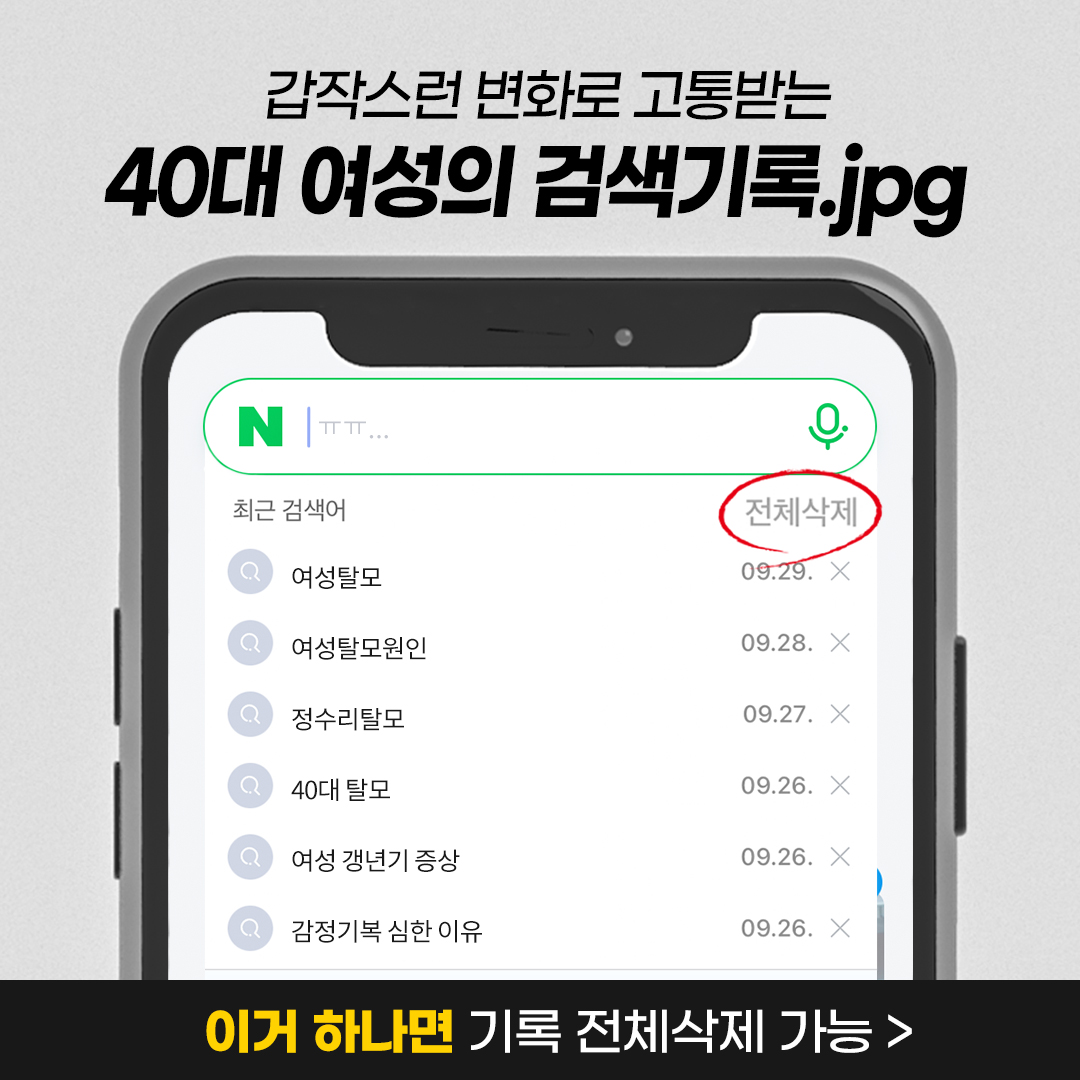 갑작스런 변화로 고통받는
40대 여성의 검색기록.jpg
N ㅠㅠ...
최근 검색어 전체삭제
여성탈모 09.29.
여성탈모원인 09.28.
정수리탈모 09.27.
40대 탈모 09.26.
여성 갱년기 증상 09.26.
감정기복 심한 이유 09.26.
이거 하나면 기록 전체삭제 가능 >